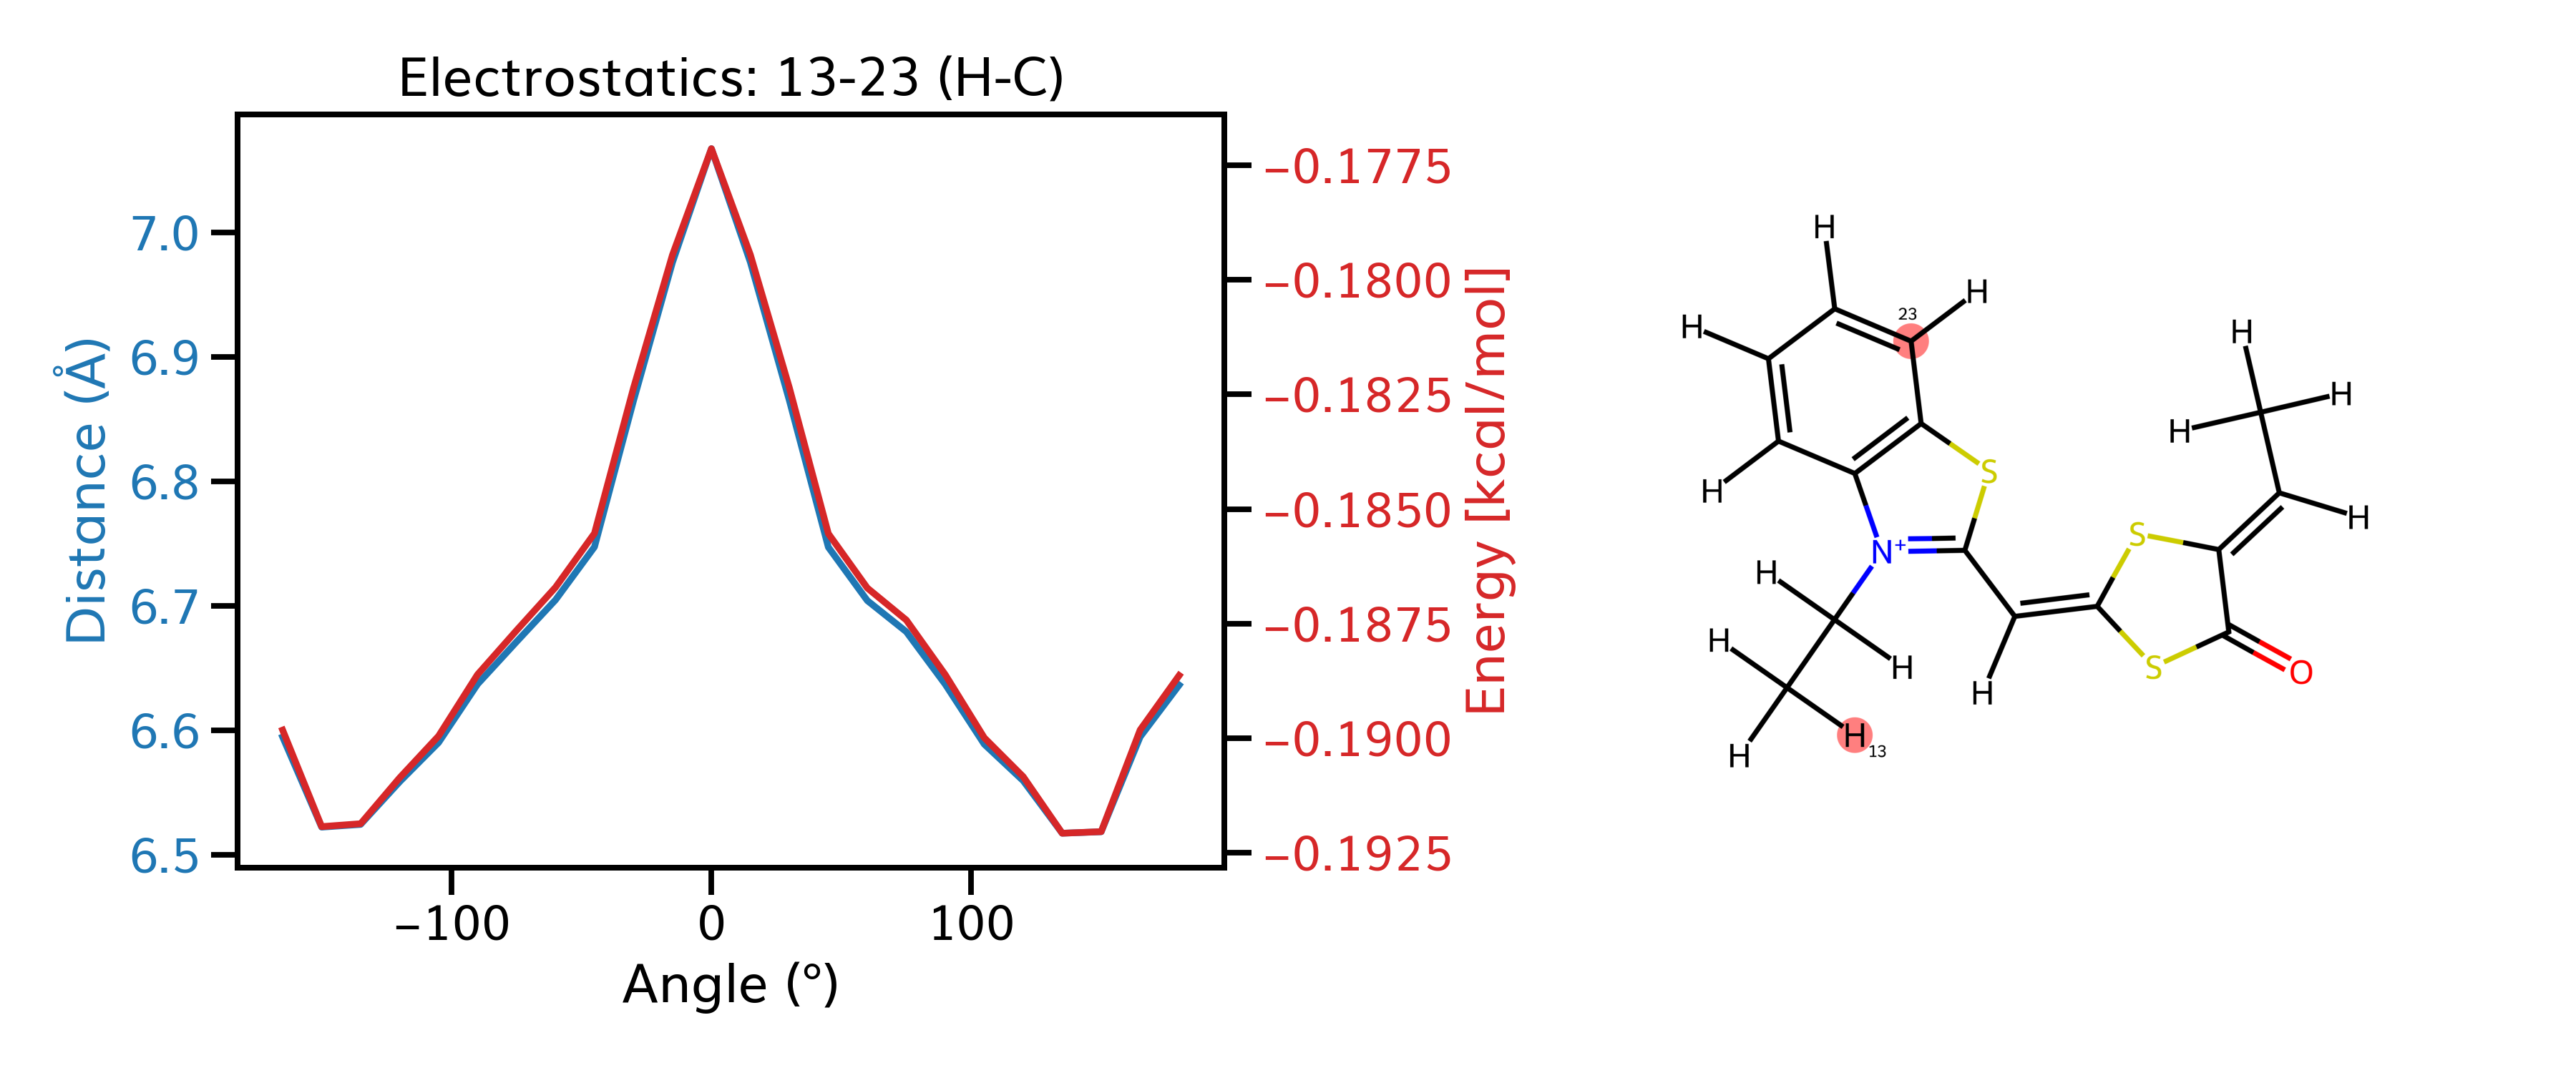 Electrostatics: 13-23 (H-C)
Distance (Å)
7.0
6.9
6.8
6.7
6.6
6.5
−100
0
100
Angle (°)
−0.1775
−0.1800
−0.1825
−0.1850
−0.1875
−0.1900
−0.1925
Energy [kcal/mol]
H
H
23
H
H
H
H
H
S
H
H
S
N+
H
H
H
S
O
H
H
H
13